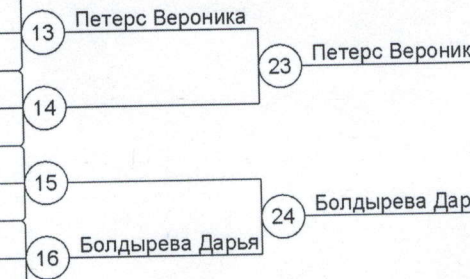 13 Петерс Вероника
23 Петерс Вероник
14
15
24 Болдырева Дар
16 Болдырева Дарья